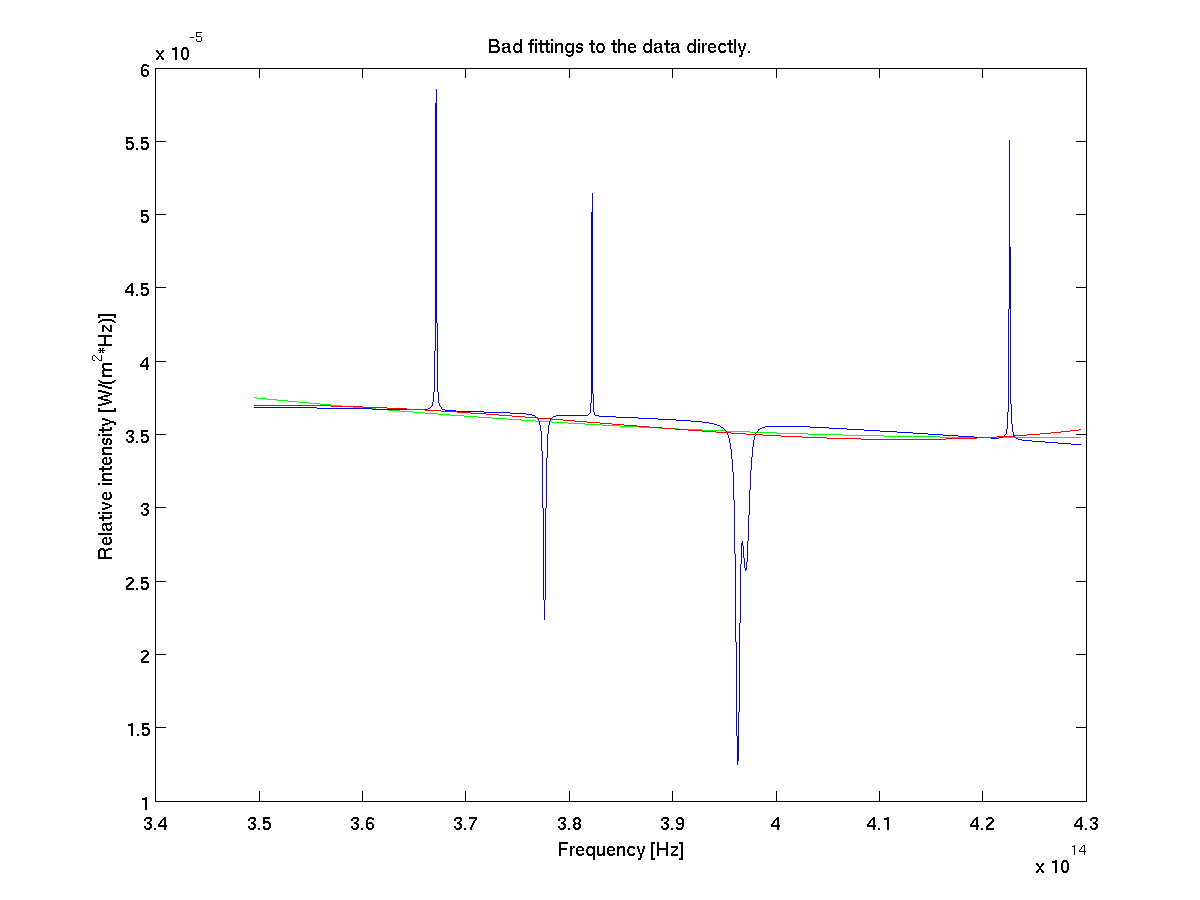 Bad fittings to the data directly.
x 10^-5
6
5.5
5
4.5
4
3.5
3
2.5
2
1.5
1
Relative intensity [W/(m^2*Hz)]
3.4 3.5 3.6 3.7 3.8 3.9 4 4.1 4.2 4.3
Frequency [Hz]
x 10^14